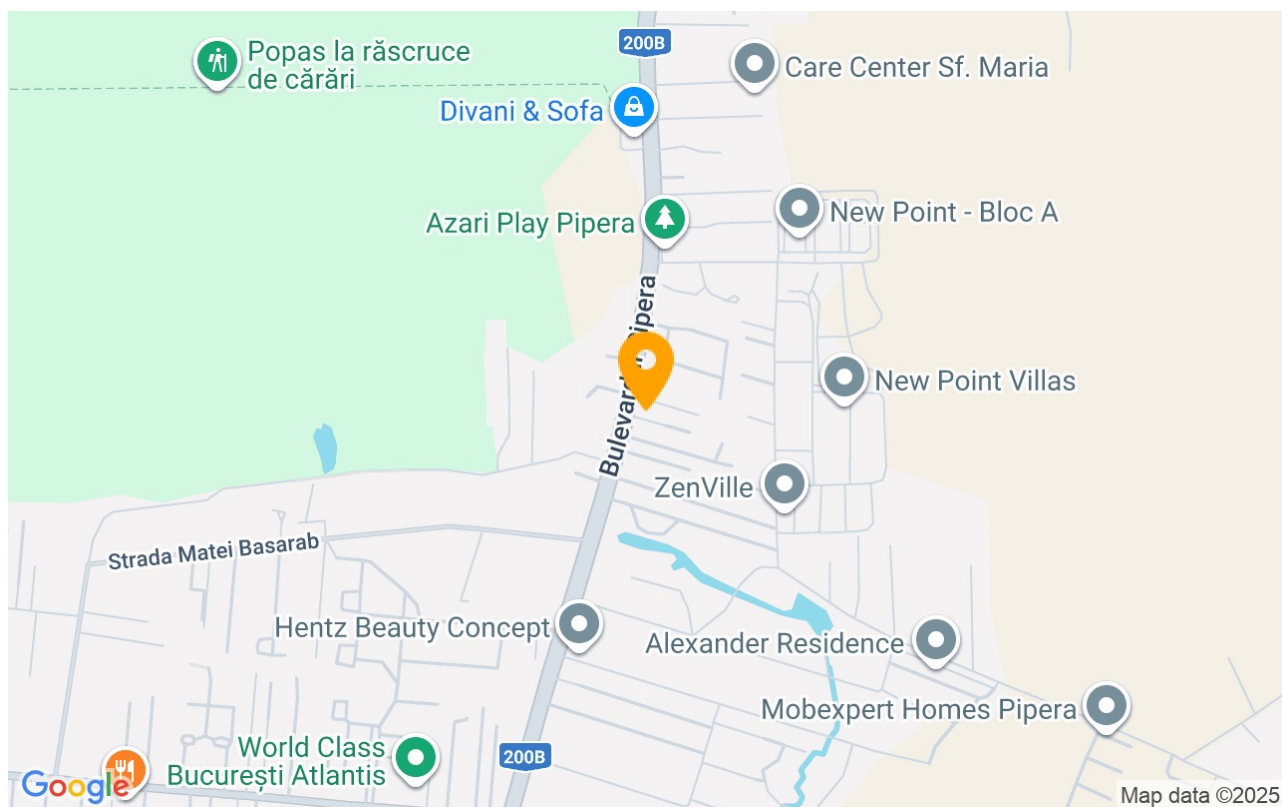 200B
Popas la răscruce
de cărări
Care Center Sf. Maria
Divani & Sofa
New Point - Bloc A
Azari Play Pipera
New Point Villas
ZenVille
Strada Matei Basarab
Hentz Beauty Concept
Alexander Residence
Mobexpert Homes Pipera
World Class
București Atlantis
200B
Google
Map data ©2025